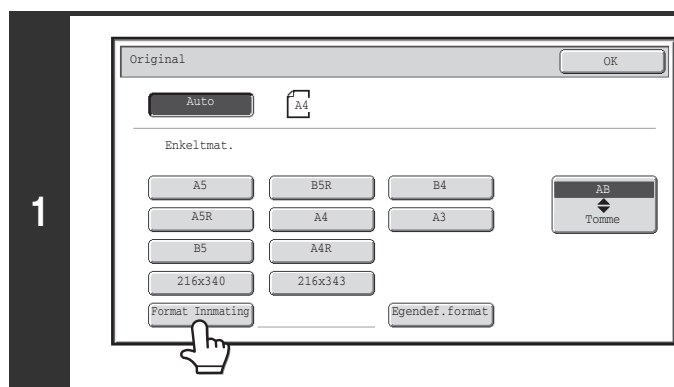 1
Original
OK
Auto
A4
Enkeltmat.
A5 B5R B4
AB
A5R A4 A3
Tomme
B5 A4R
216x340 216x343
Format Innmating Egendef.format